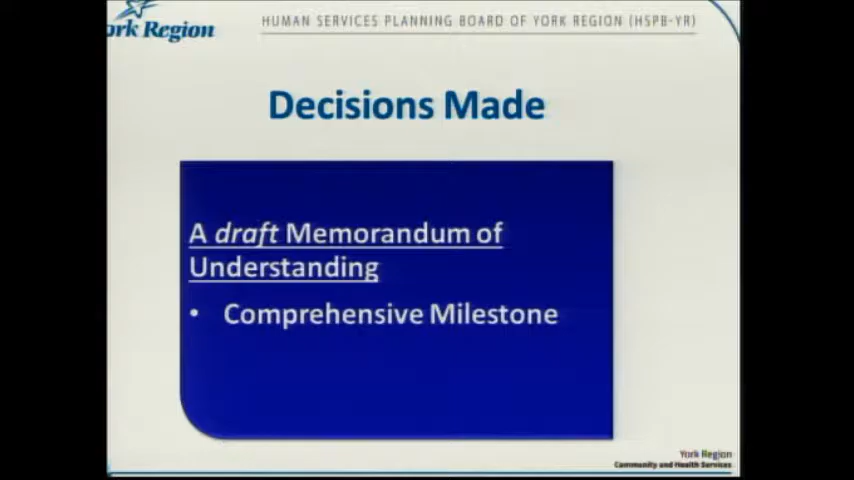 York Region
HUMAN SERVICES PLANNING BOARD OF YORK REGION (HSPB-YR)
Decisions Made
A draft Memorandum of
Understanding
• Comprehensive Milestone
York Region
Community and Health Services